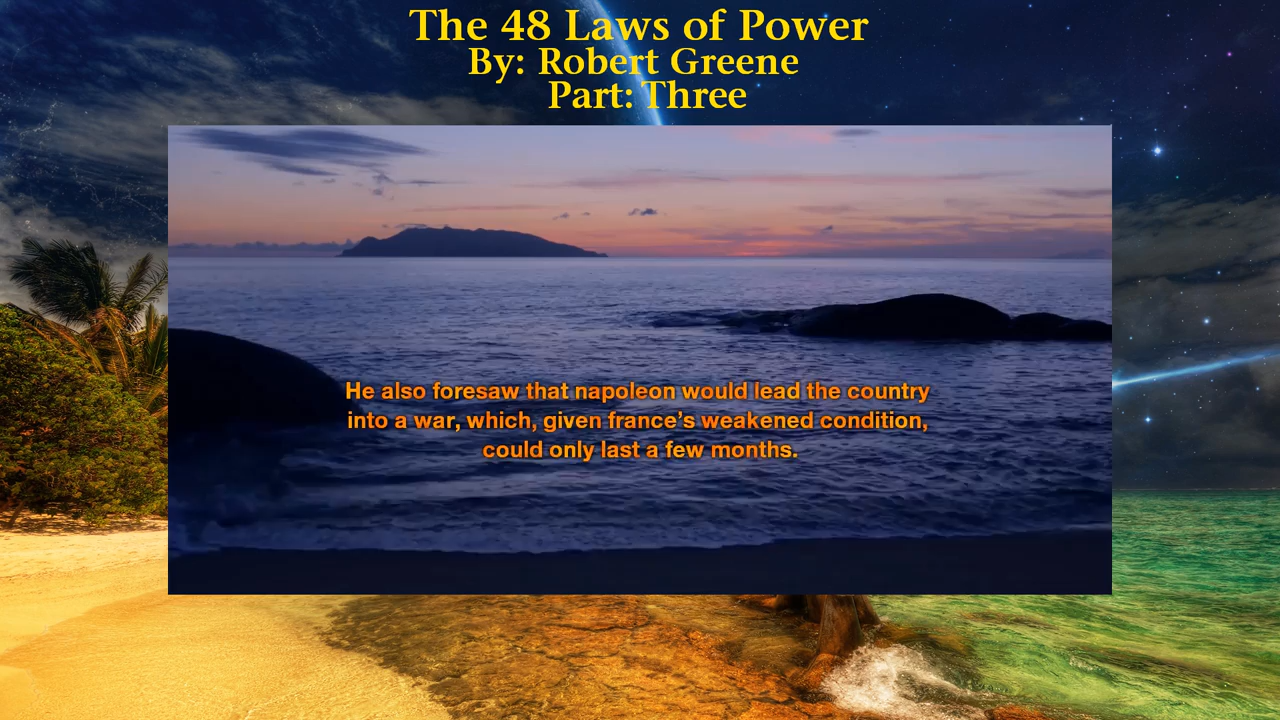 The 48 Laws of Power
By: Robert Greene
Part: Three
He also foresaw that napoleon would lead the country
into a war, which, given france’s weakened condition,
could only last a few months.